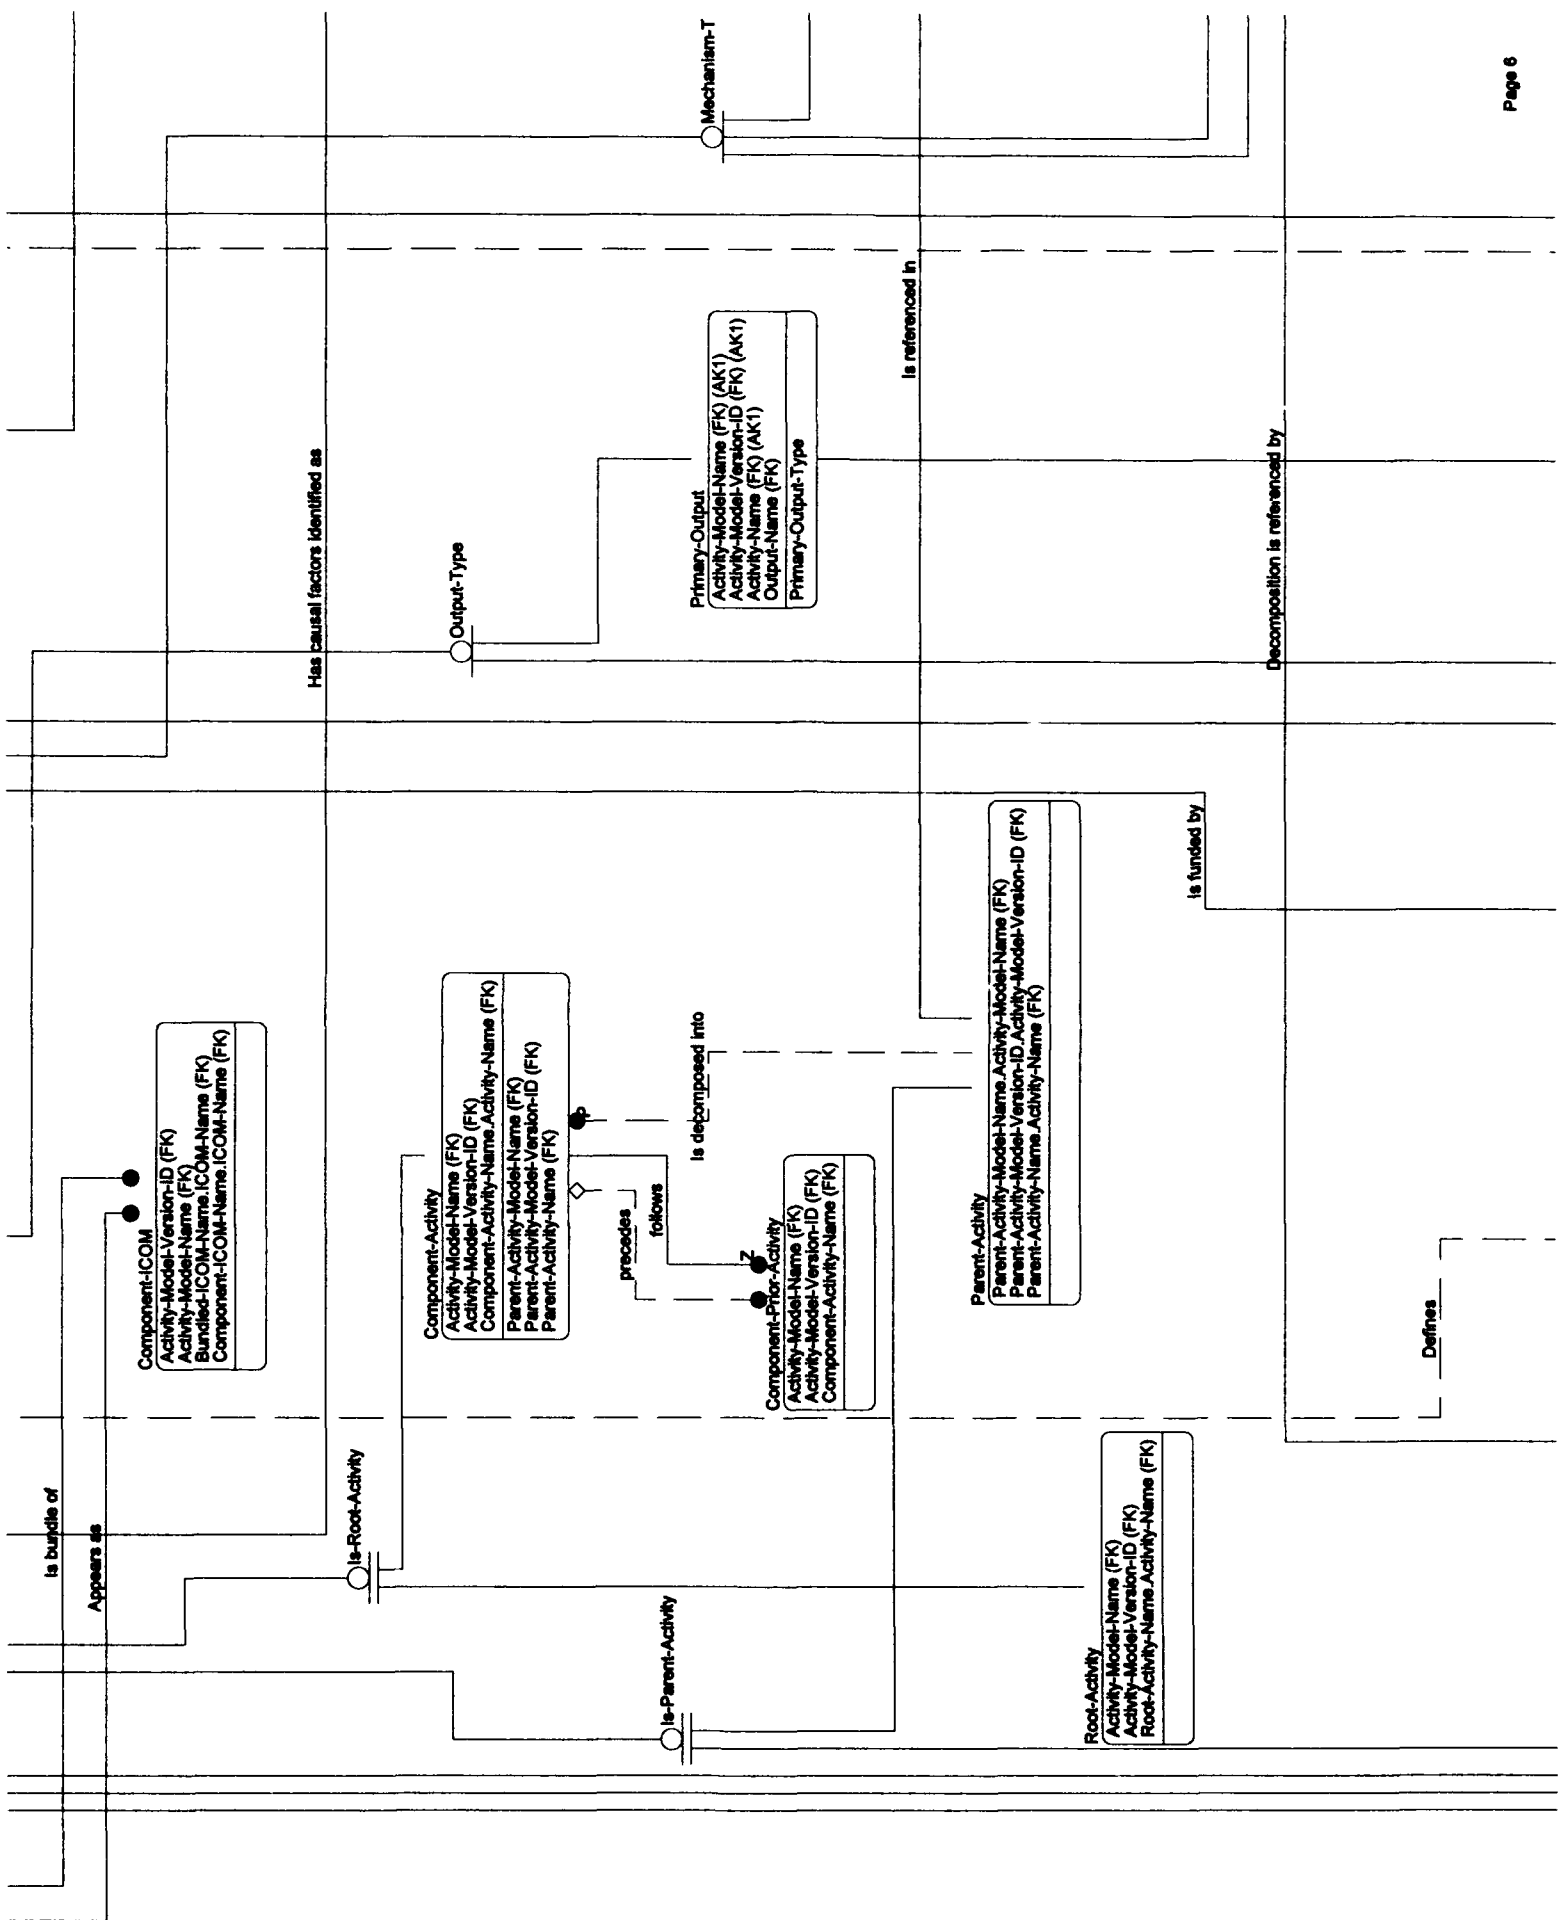 Is bundle of
Appears as
Component-ICOM
Activity-Model-Version-ID (FK)
Activity-Model-Name (FK)
Bundled-ICOM-Name.ICOM-Name (FK)
Component-ICOM-Name.ICOM-Name (FK)
Has causal factors identified as
Is-Root-Activity
Component-Activity
Activity-Model-Name (FK)
Activity-Model-Version-ID (FK)
Component-Activity-Name.Activity-Name (FK)
Parent-Activity-Model-Name (FK)
Parent-Activity-Model-Version-ID (FK)
Parent-Activity-Name (FK)
P
Output-Type
precedes
follows
Is decomposed into
Is-Parent-Activity
Z
Component-Prior-Activity
Activity-Model-Name (FK)
Activity-Model-Version-ID (FK)
Component-Activity-Name (FK)
Primary-Output
Activity-Model-Name (FK) (AK1)
Activity-Model-Version-ID (FK) (AK1)
Activity-Name (FK) (AK1)
Output-Name (FK)
Primary-Output-Type
Mechanism-T
Is referenced in
Parent-Activity
Parent-Activity-Model-Name.Activity-Model-Name (FK)
Parent-Activity-Model-Version-ID.Activity-Model-Version-ID (FK)
Parent-Activity-Name.Activity-Name (FK)
Root-Activity
Activity-Model-Name (FK)
Activity-Model-Version-ID (FK)
Root-Activity-Name.Activity-Name (FK)
Is funded by
Decomposition is referenced by
Defines
Page 6